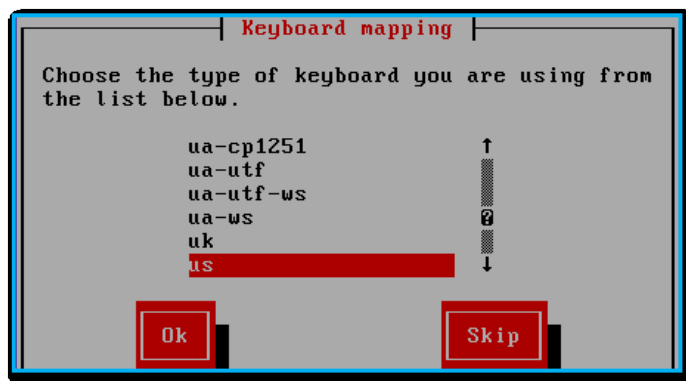 Keyboard mapping
Choose the type of keyboard you are using from
the list below.
ua-cp1251
ua-utf
ua-utf-ws
ua-ws
uk
us
Ok
Skip